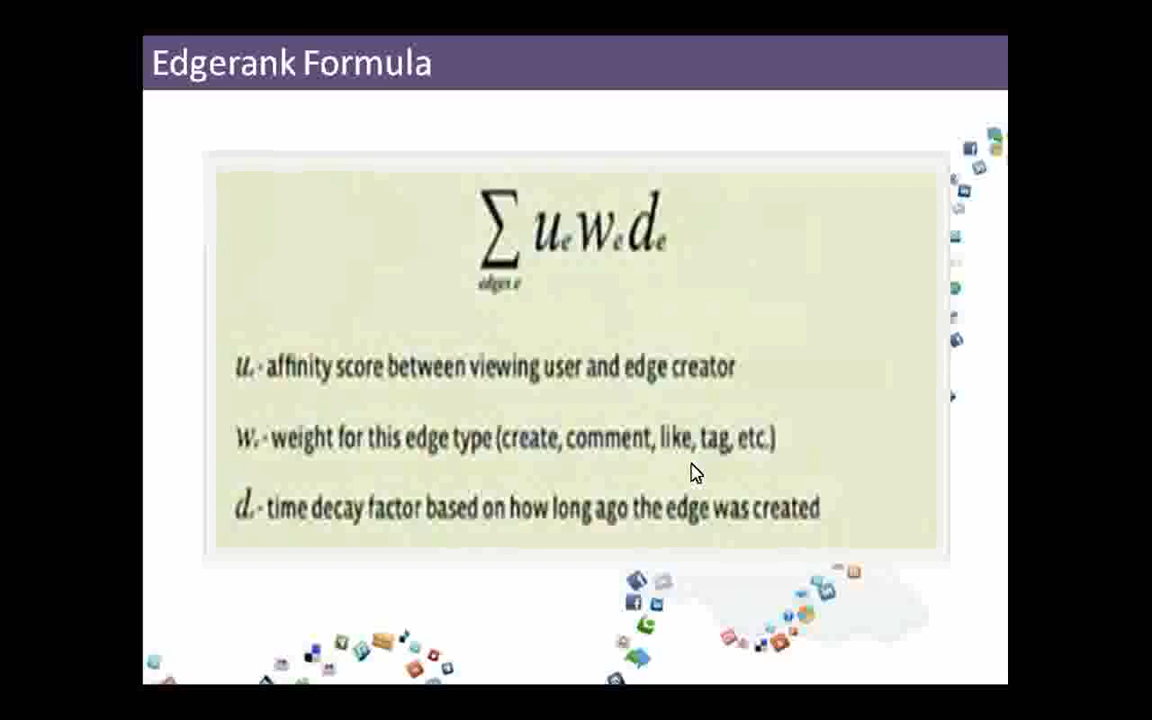 Edgerank Formula
∑ uₑwₑdₑ
edges e
uₑ - affinity score between viewing user and edge creator
wₑ - weight for this edge type (create, comment, like, tag, etc.)
dₑ - time decay factor based on how long ago the edge was created